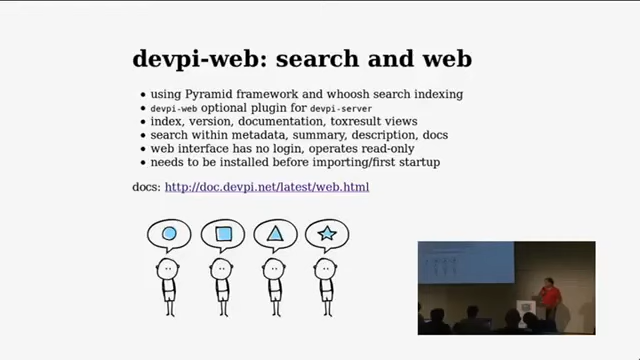 devpi-web: search and web
using Pyramid framework and whoosh search indexing
devpi-web optional plugin for devpi-server
index, version, documentation, toxresult views
search within metadata, summary, description, docs
web interface has no login, operates read-only
needs to be installed before importing/first startup
docs: http://doc.devpi.net/latest/web.html